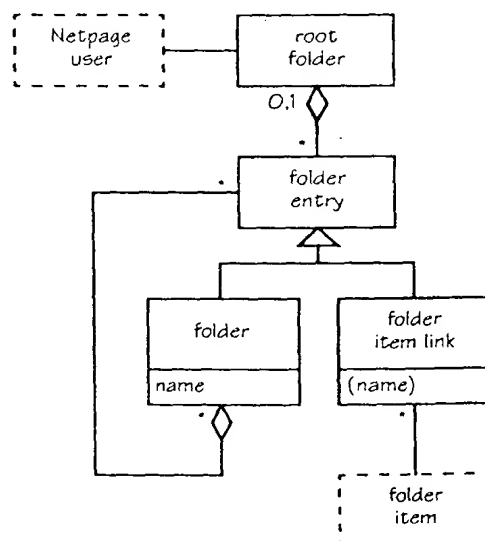 Netpage
user
root
folder
0,1
*
*
folder
entry
folder
name
*
folder
item link
(name)
*
folder
item